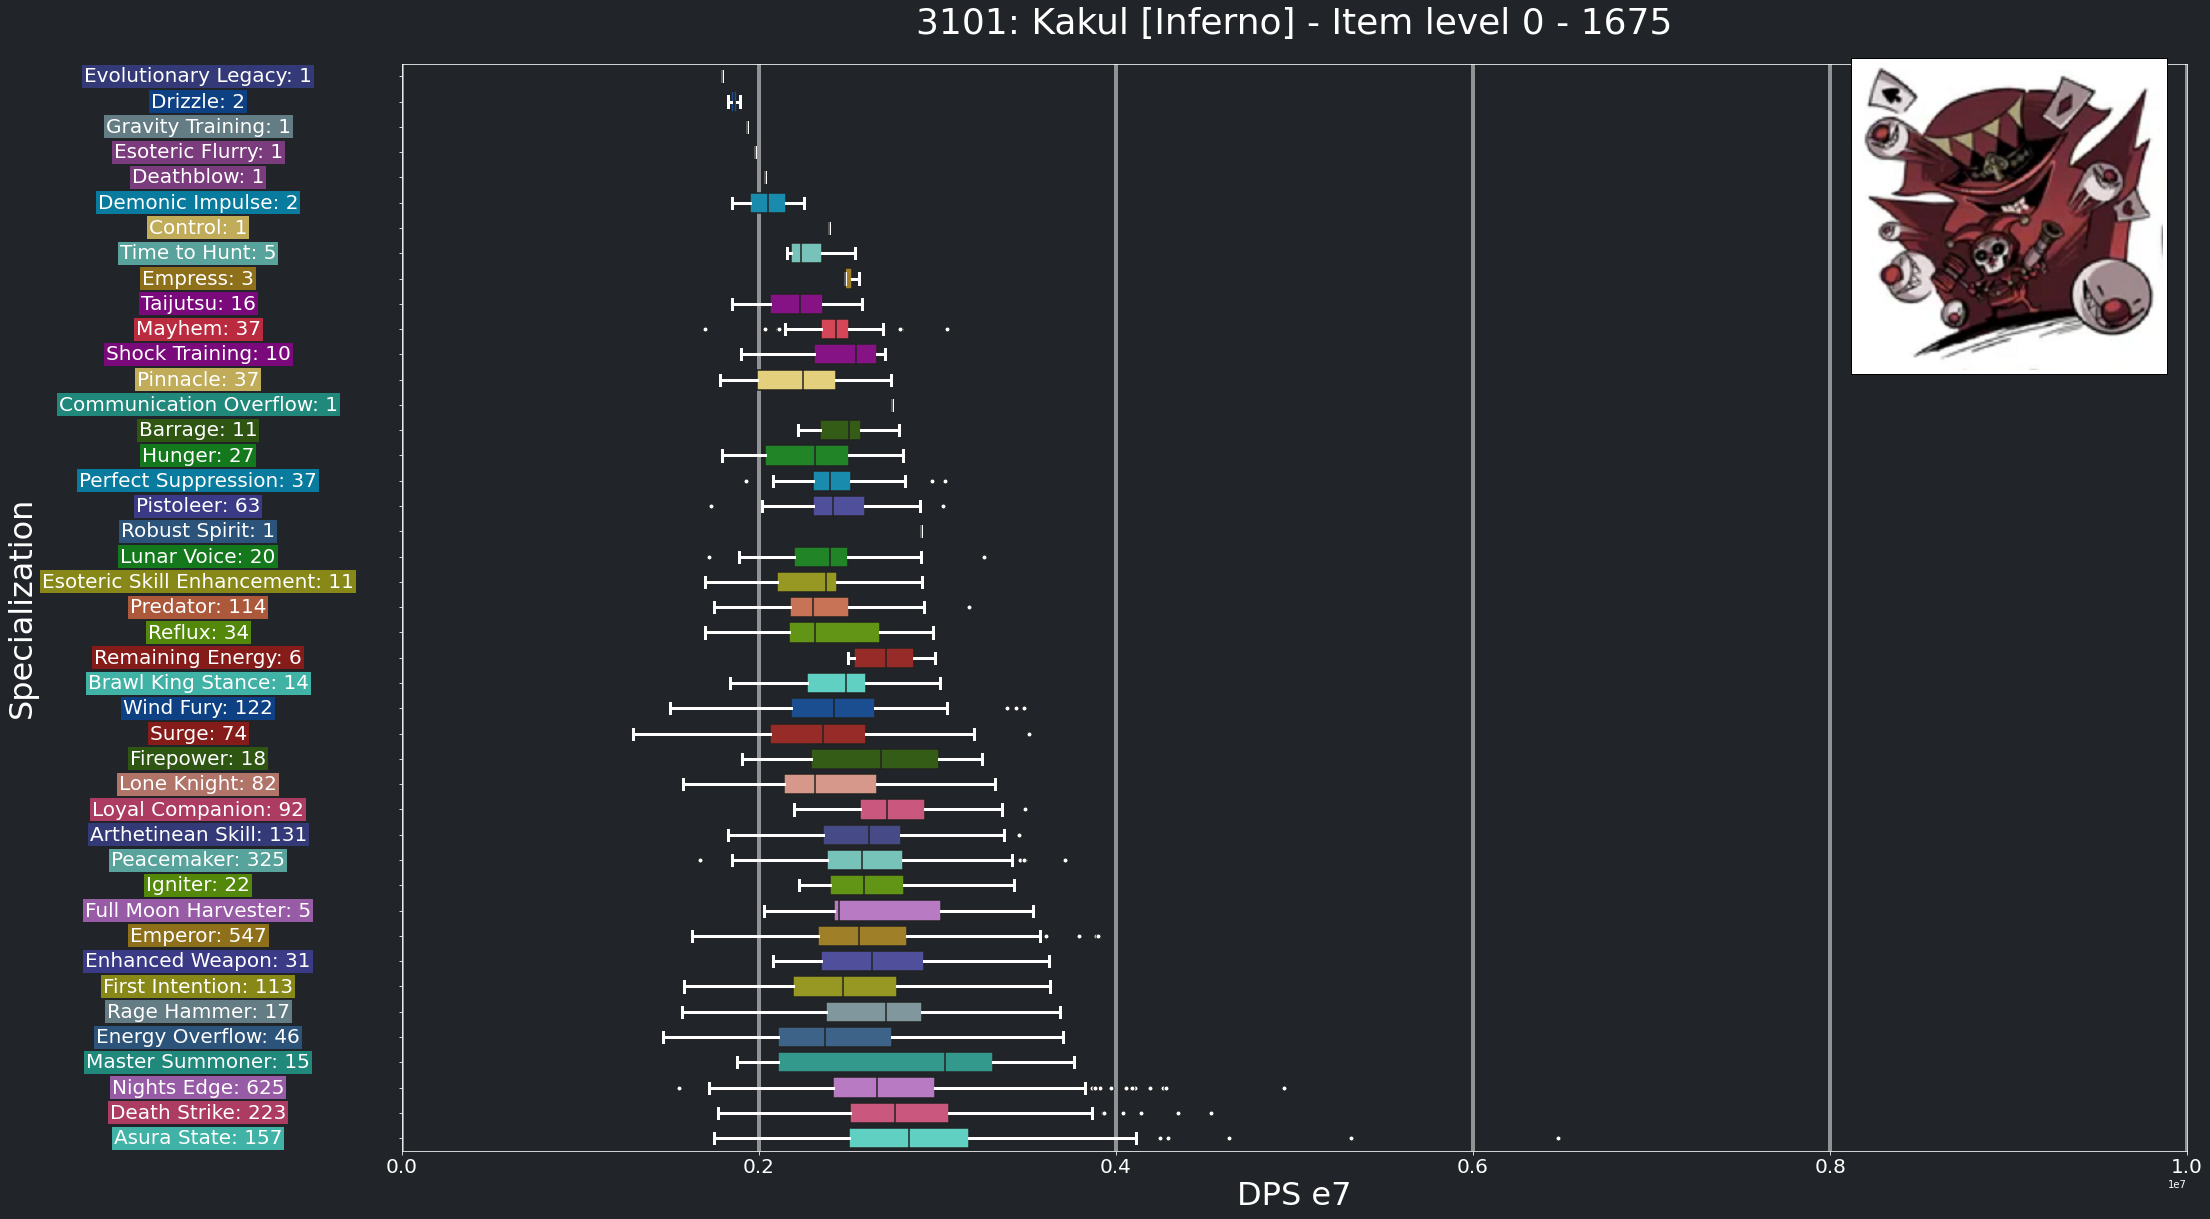 3101: Kakul [Inferno] - Item level 0 - 1675
Specialization
Evolutionary Legacy: 1
Drizzle: 2
Gravity Training: 1
Esoteric Flurry: 1
Deathblow: 1
Demonic Impulse: 2
Control: 1
Time to Hunt: 5
Empress: 3
Taijutsu: 16
Mayhem: 37
Shock Training: 10
Pinnacle: 37
Communication Overflow: 1
Barrage: 11
Hunger: 27
Perfect Suppression: 37
Pistoleer: 63
Robust Spirit: 1
Lunar Voice: 20
Esoteric Skill Enhancement: 11
Predator: 114
Reflux: 34
Remaining Energy: 6
Brawl King Stance: 14
Wind Fury: 122
Surge: 74
Firepower: 18
Lone Knight: 82
Loyal Companion: 92
Arthetinean Skill: 131
Peacemaker: 325
Igniter: 22
Full Moon Harvester: 5
Emperor: 547
Enhanced Weapon: 31
First Intention: 113
Rage Hammer: 17
Energy Overflow: 46
Master Summoner: 15
Nights Edge: 625
Death Strike: 223
Asura State: 157
0.0 0.2 0.4 0.6 0.8 1.0
1e7
DPS e7